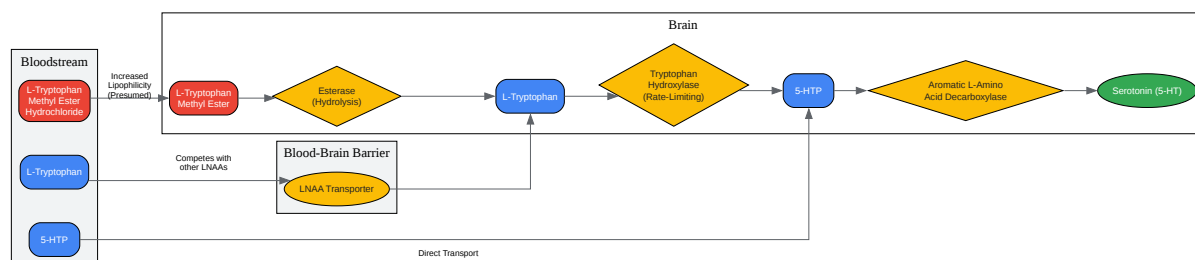 Brain
Bloodstream
L-Tryptophan
Methyl Ester
Hydrochloride
Increased
Lipophilicity
(Presumed)
L-Tryptophan
Methyl Ester
Esterase
(Hydrolysis)
L-Tryptophan
Tryptophan
Hydroxylase
(Rate-Limiting)
5-HTP
Aromatic L-Amino
Acid Decarboxylase
Serotonin (5-HT)
L-Tryptophan
Competes with
other LNAAs
Blood-Brain Barrier
LNAA Transporter
5-HTP
Direct Transport